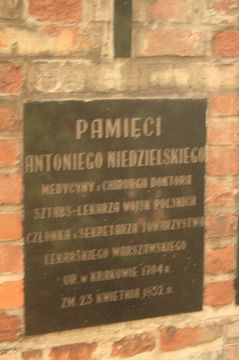 PAMIĘCI
ANTONIEGO NIEDZIELSKIEGO
MEDYCYNY I CHIRURGII DOKTORA
SZTABS-LEKARZA WOJSK POLSKICH
CZŁONKA I SEKRETARZA TOWARZYSTWA
LEKARSKIEGO WARSZAWSKIEGO
UR. W KRAKOWIE 1794 R.
ZM. 23 KWIETNIA 1852 R.